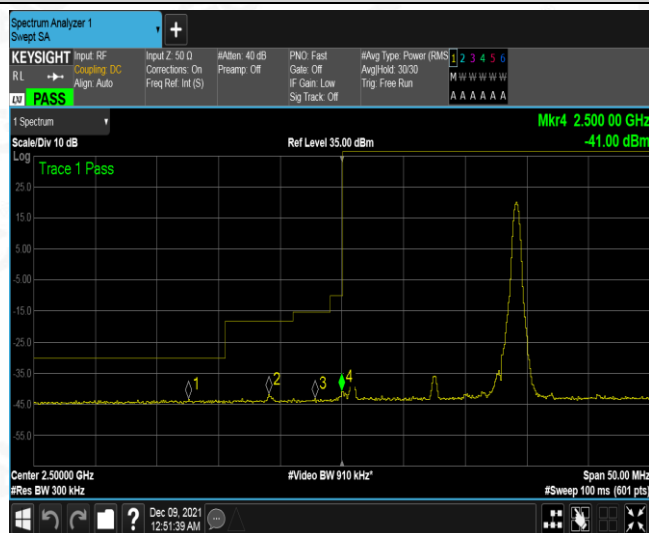 Spectrum Analyzer 1
Swept SA
+
KEYSIGHT
RL
LXI PASS
Input: RF
Coupling: DC
Align: Auto
Input Z: 50 Ω
Corrections: On
Freq Ref: Int (S)
#Atten: 40 dB
Preamp: Off
PNO: Fast
Gate: Off
IF Gain: Low
Sig Track: Off
#Avg Type: Power (RMS
Avg|Hold: 30/30
Trig: Free Run
1 2 3 4 5 6
M W W W W W
A A A A A A
1 Spectrum
Mkr4 2.500 00 GHz
-41.00 dBm
Scale/Div 10 dB
Ref Level 35.00 dBm
Log
Trace 1 Pass
25.0
15.0
5.00
-5.00
-15.0
-25.0
-35.0
-45.0
-55.0
1
2
3
4
Center 2.50000 GHz
#Video BW 910 kHz*
Span 50.00 MHz
#Res BW 300 kHz
#Sweep 100 ms (601 pts)
?
Dec 09, 2021
12:51:39 AM